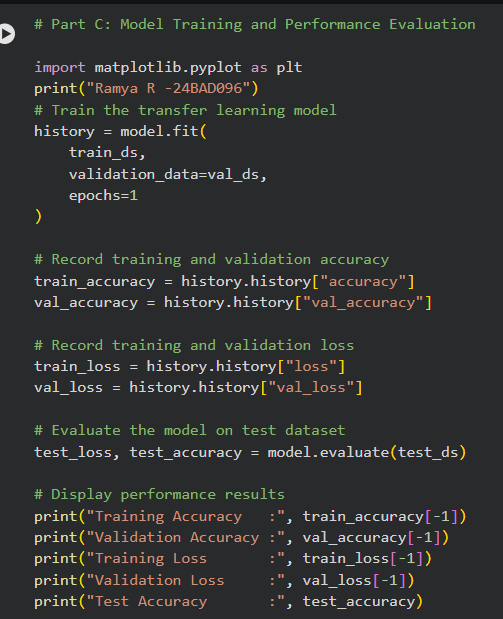 # Part C: Model Training and Performance Evaluation
import matplotlib.pyplot as plt
print("Ramya R -24BAD096")
# Train the transfer learning model
history = model.fit(
    train_ds,
    validation_data=val_ds,
    epochs=1
)
# Record training and validation accuracy
train_accuracy = history.history["accuracy"]
val_accuracy = history.history["val_accuracy"]
# Record training and validation loss
train_loss = history.history["loss"]
val_loss = history.history["val_loss"]
# Evaluate the model on test dataset
test_loss, test_accuracy = model.evaluate(test_ds)
# Display performance results
print("Training Accuracy   :", train_accuracy[-1])
print("Validation Accuracy :", val_accuracy[-1])
print("Training Loss       :", train_loss[-1])
print("Validation Loss     :", val_loss[-1])
print("Test Accuracy       :", test_accuracy)